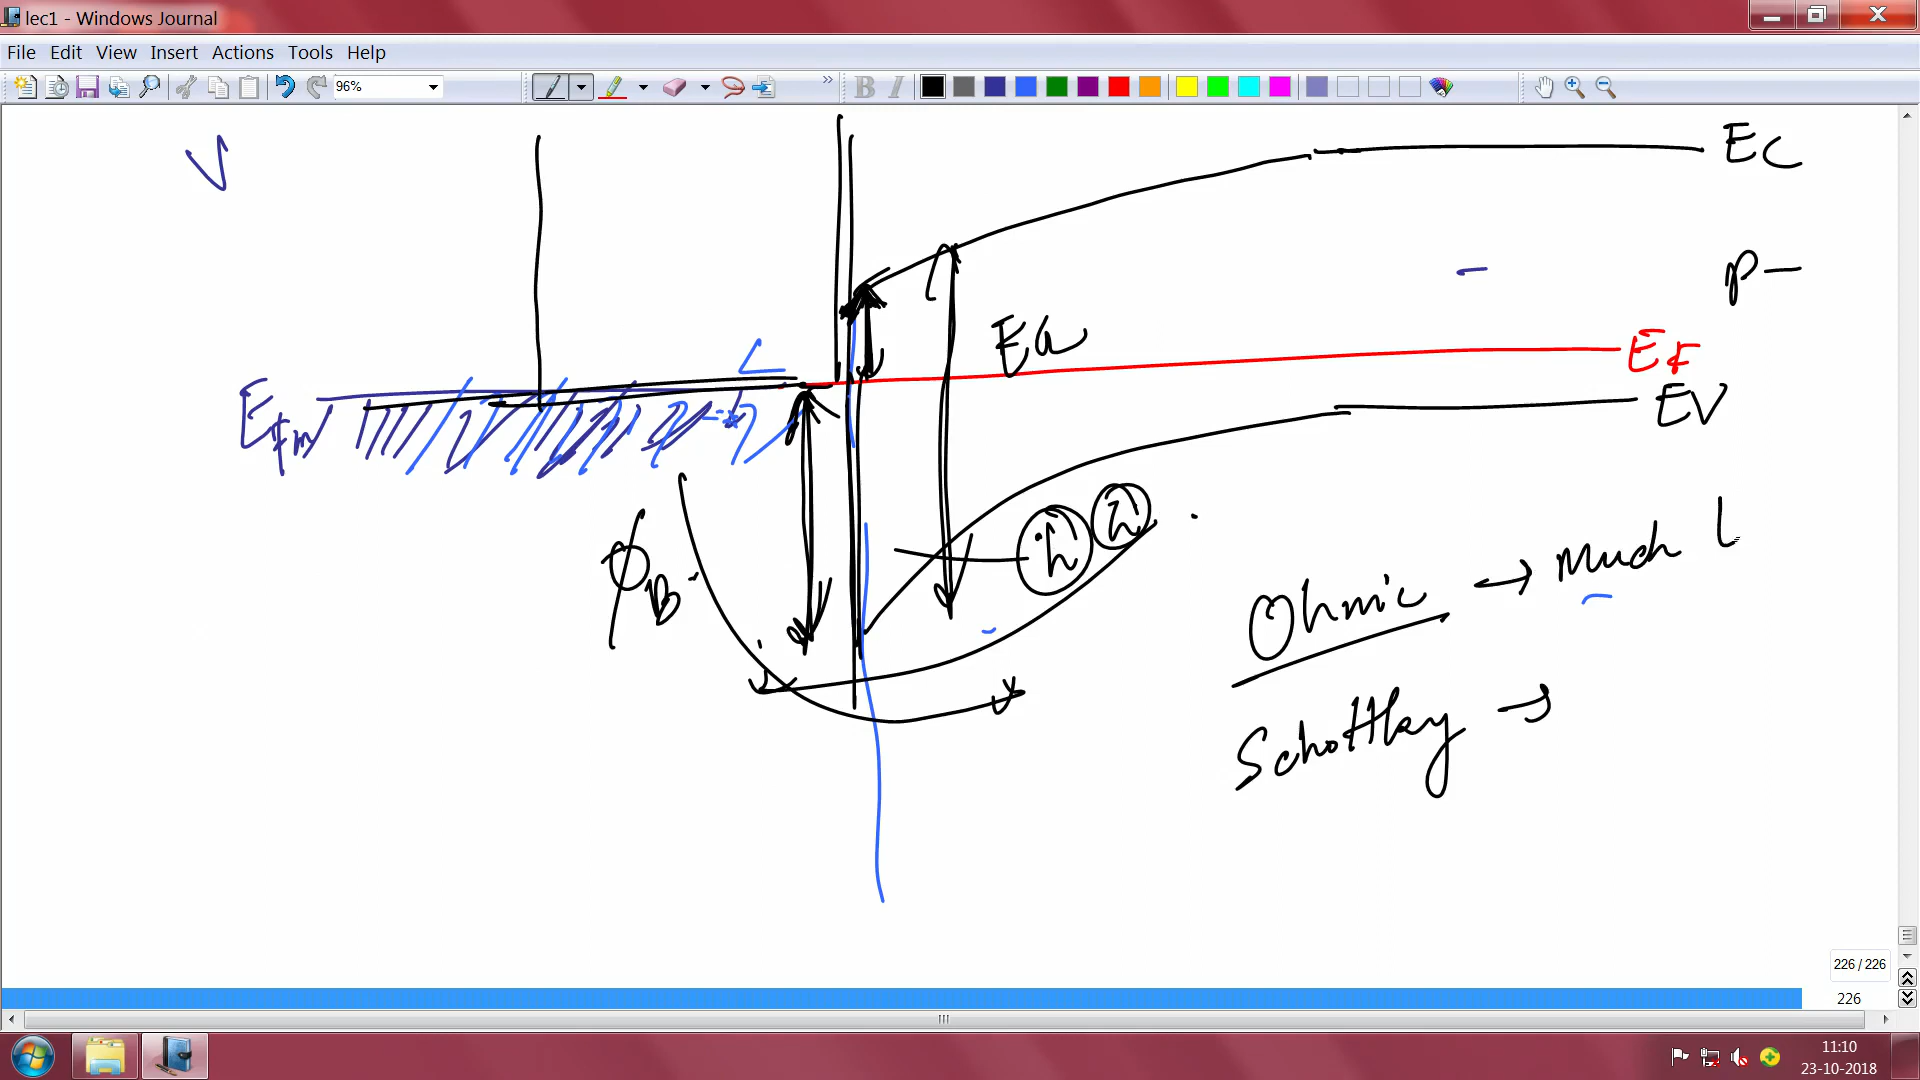 lec1 - Windows Journal
File Edit View Insert Actions Tools Help
96%
B I
V
EC
p-
EG
EF
EV
Efm
ϕB
h h
Ohmic → much L
Schottky →
226 / 226
226
11:10
23-10-2018